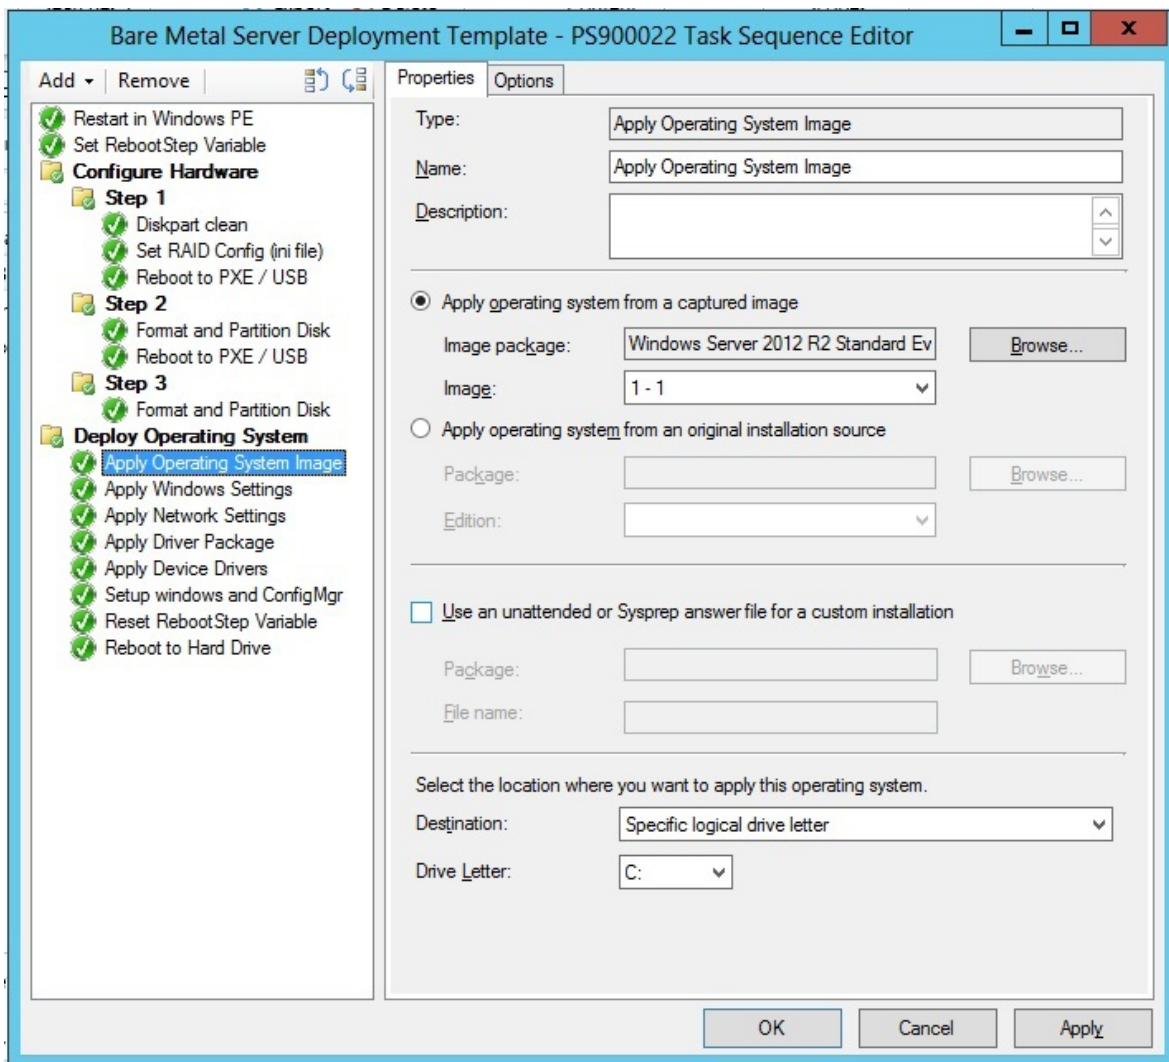 Bare Metal Server Deployment Template - PS900022 Task Sequence Editor
Add
Remove
Restart in Windows PE
Set RebootStep Variable
Configure Hardware
Step 1
Diskpart clean
Set RAID Config (ini file)
Reboot to PXE / USB
Step 2
Format and Partition Disk
Reboot to PXE / USB
Step 3
Format and Partition Disk
Deploy Operating System
Apply Operating System Image
Apply Windows Settings
Apply Network Settings
Apply Driver Package
Apply Device Drivers
Setup windows and ConfigMgr
Reset RebootStep Variable
Reboot to Hard Drive
Properties
Options
Type: Apply Operating System Image
Name: Apply Operating System Image
Description:
Apply operating system from a captured image
Image package: Windows Server 2012 R2 Standard Ev Browse...
Image: 1 - 1
Apply operating system from an original installation source
Package: Browse...
Edition:
Use an unattended or Sysprep answer file for a custom installation
Package: Browse...
File name:
Select the location where you want to apply this operating system.
Destination: Specific logical drive letter
Drive Letter: C:
OK Cancel Apply